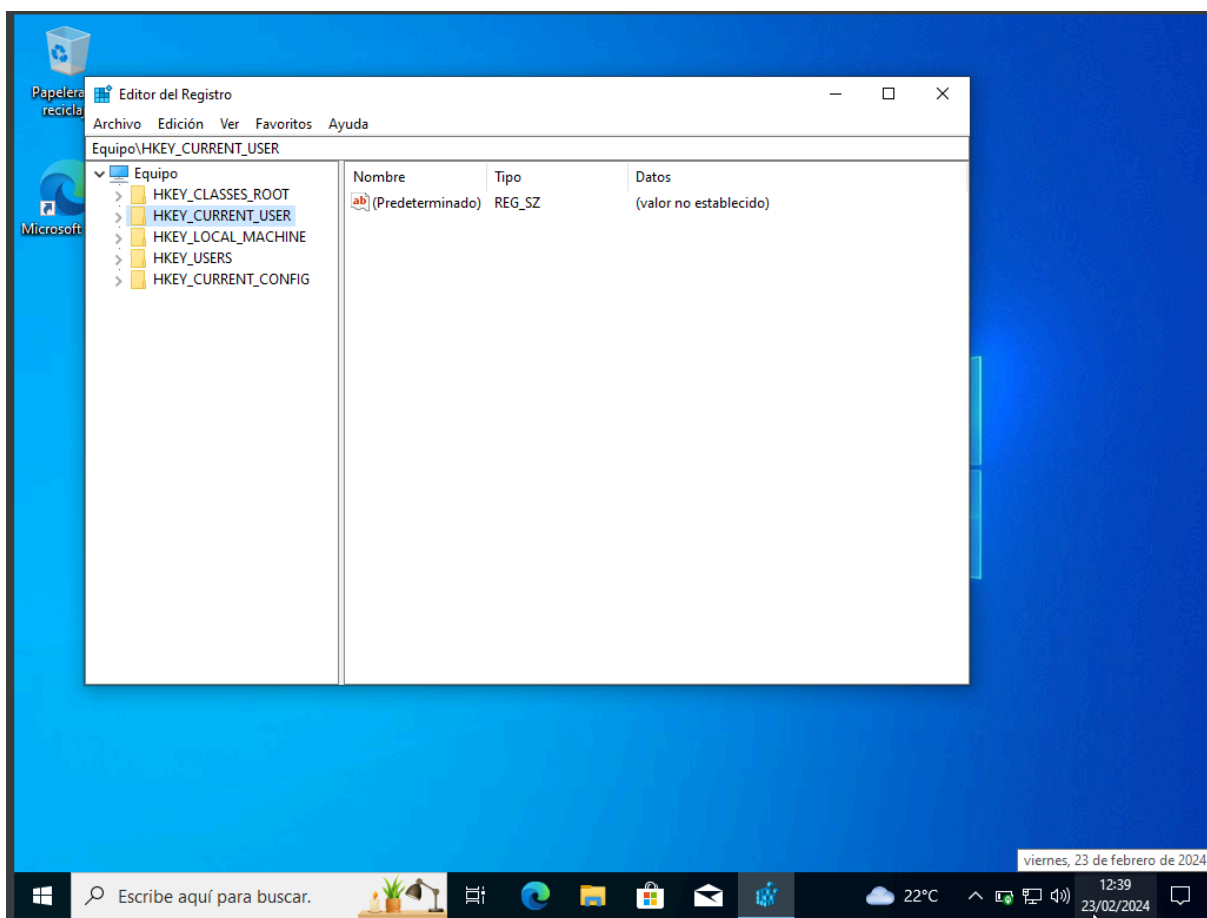 Papelera
recicla
Microsoft
Editor del Registro
Archivo Edición Ver Favoritos Ayuda
Equipo\HKEY_CURRENT_USER
Equipo
HKEY_CLASSES_ROOT
HKEY_CURRENT_USER
HKEY_LOCAL_MACHINE
HKEY_USERS
HKEY_CURRENT_CONFIG
Nombre Tipo Datos
ab (Predeterminado) REG_SZ (valor no establecido)
viernes, 23 de febrero de 2024
Escribe aquí para buscar.
22°C
12:39
23/02/2024